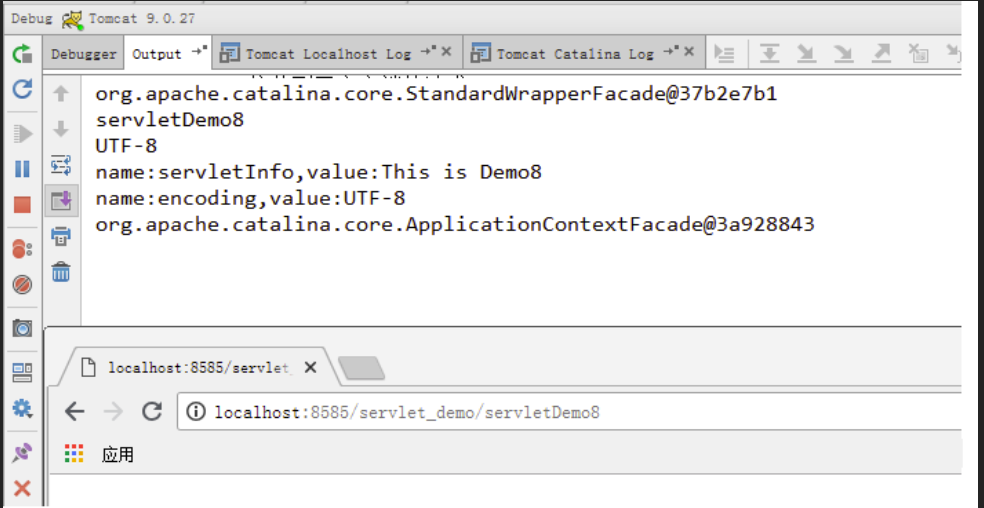 Debug Tomcat 9.0.27
Debugger Output Tomcat Localhost Log Tomcat Catalina Log
org.apache.catalina.core.StandardWrapperFacade@37b2e7b1
servletDemo8
UTF-8
name:servletInfo,value:This is Demo8
name:encoding,value:UTF-8
org.apache.catalina.core.ApplicationContextFacade@3a928843
localhost:8585/servlet_
localhost:8585/servlet_demo/servletDemo8
应用